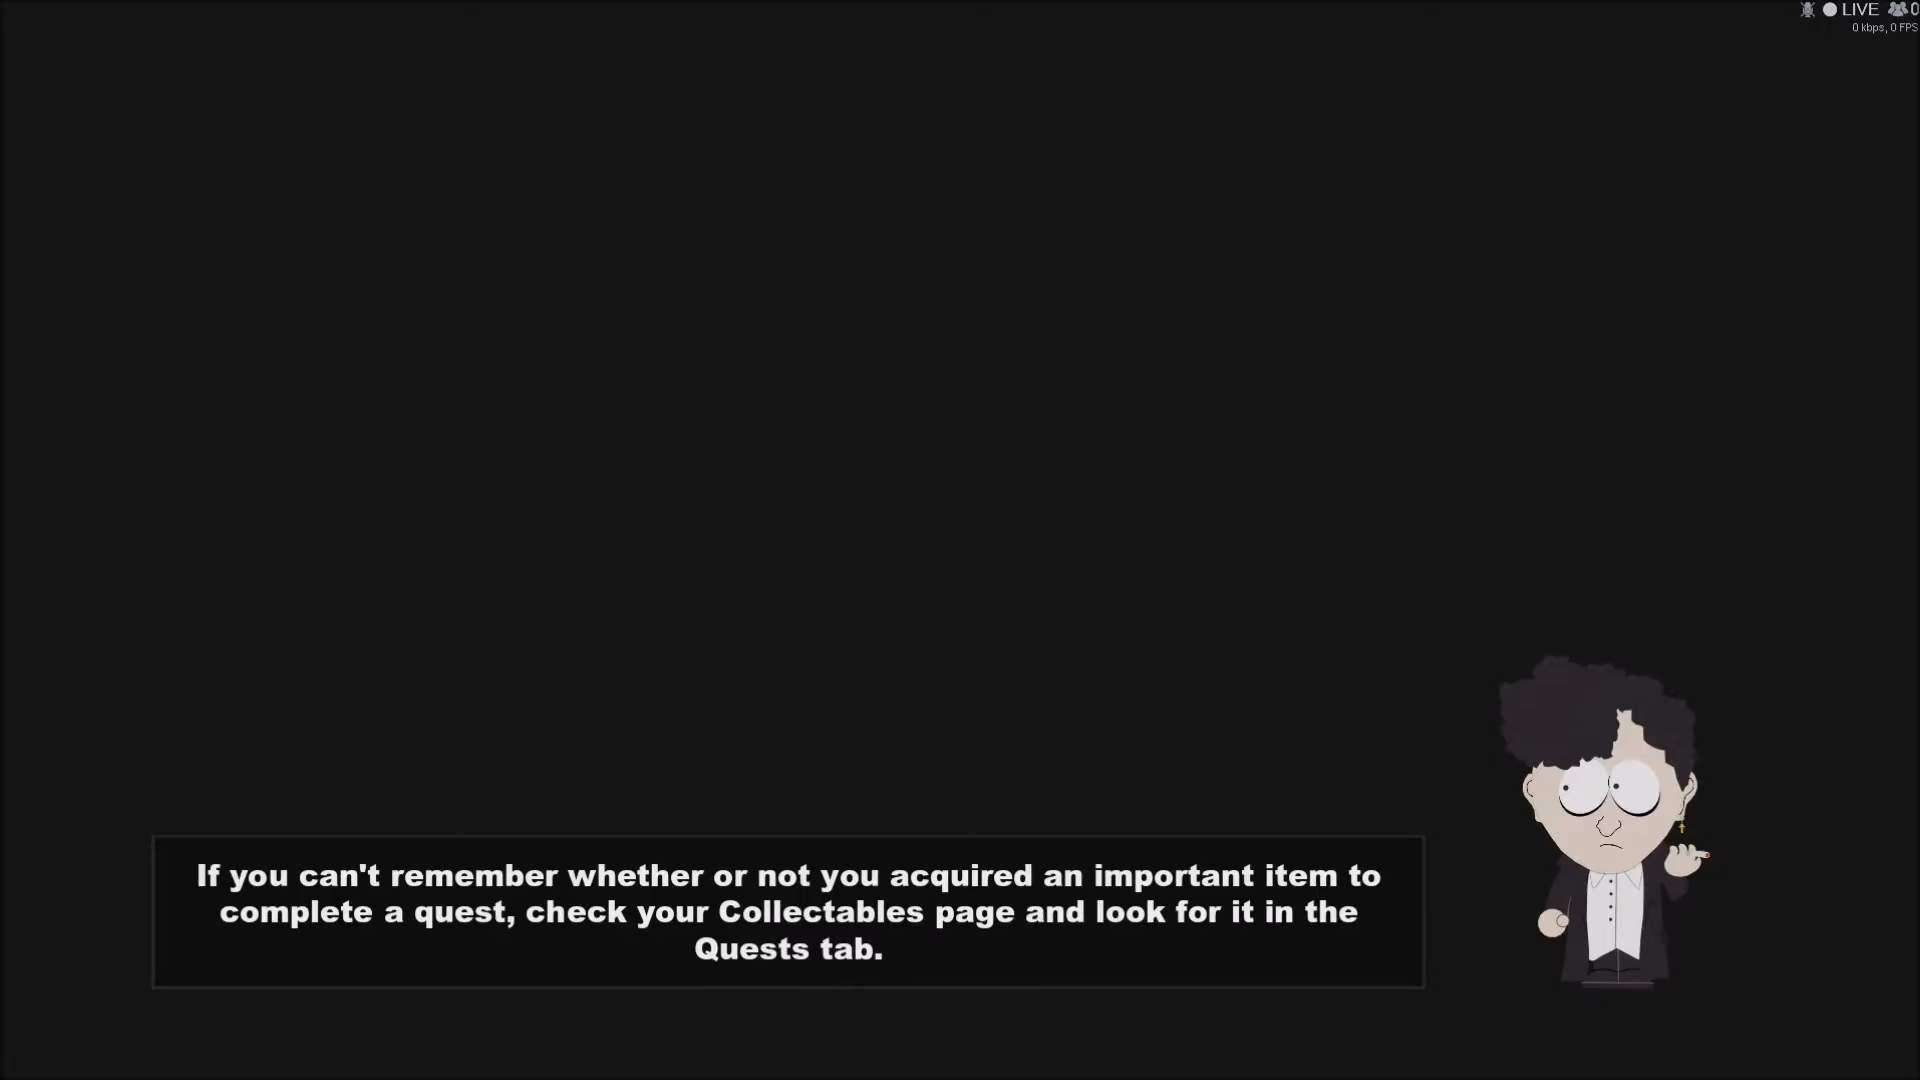 LIVE 0
0 kbps, 0 FPS
If you can't remember whether or not you acquired an important item to
complete a quest, check your Collectables page and look for it in the
Quests tab.